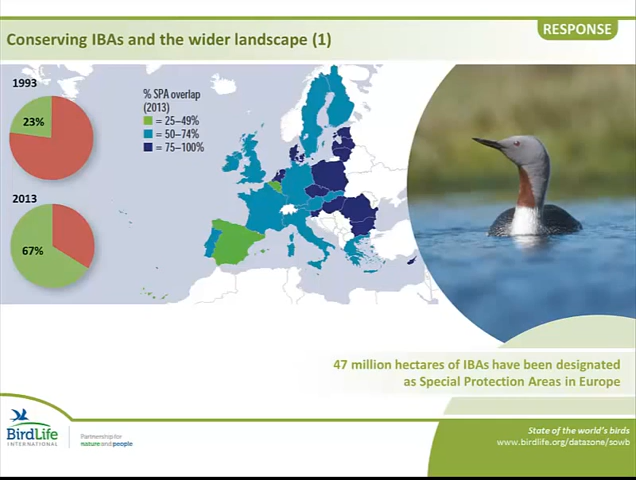 RESPONSE
Conserving IBAs and the wider landscape (1)
1993
23%
2013
67%
% SPA overlap
(2013)
= 25–49%
= 50–74%
= 75–100%
47 million hectares of IBAs have been designated
as Special Protection Areas in Europe
BirdLife
INTERNATIONAL
Partnership for
nature and people
State of the world's birds
www.birdlife.org/datazone/sowb